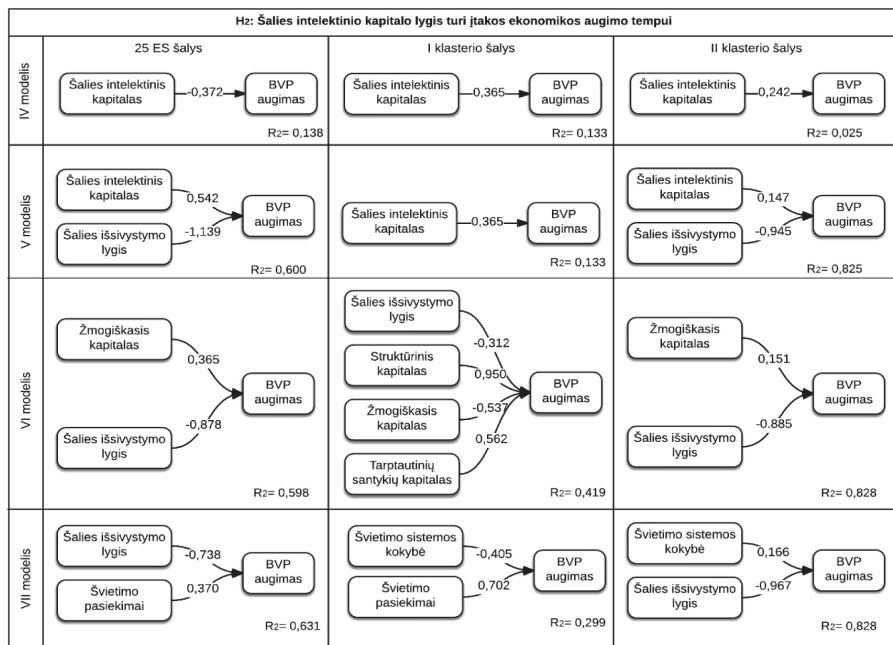 H2: Šalies intelektinio kapitalo lygis turi įtakos ekonomikos augimo tempui
25 ES šalys
I klasterio šalys
II klasterio šalys
IV modelis
Šalies intelektinis
kapitalas
-0,372
BVP
augimas
R2= 0,138
Šalies intelektinis
kapitalas
0,365
BVP
augimas
R2= 0,133
Šalies intelektinis
kapitalas
-0,242
BVP
augimas
R2= 0,025
V modelis
Šalies intelektinis
kapitalas
0,542
Šalies išsivystymo
lygis
-1,139
BVP
augimas
R2= 0,600
Šalies intelektinis
kapitalas
0,365
BVP
augimas
R2= 0,133
Šalies intelektinis
kapitalas
0,147
Šalies išsivystymo
lygis
-0,945
BVP
augimas
R2= 0,825
VI modelis
Žmogiškasis
kapitalas
0,365
Šalies išsivystymo
lygis
-0,878
BVP
augimas
R2= 0,598
Šalies išsivystymo
lygis
-0,312
Struktūrinis
kapitalas
0,950
Žmogiškasis
kapitalas
-0,537
Tarptautinių
santykių kapitalas
0,562
BVP
augimas
R2= 0,419
Žmogiškasis
kapitalas
0,151
Šalies išsivystymo
lygis
-0.885
BVP
augimas
R2= 0,828
VII modelis
Šalies išsivystymo
lygis
-0,738
Švietimo
pasiekimai
0,370
BVP
augimas
R2= 0,631
Švietimo sistemos
kokybė
-0,405
Švietimo
pasiekimai
0,702
BVP
augimas
R2= 0,299
Švietimo sistemos
kokybė
0,166
Šalies išsivystymo
lygis
-0,967
BVP
augimas
R2= 0,828